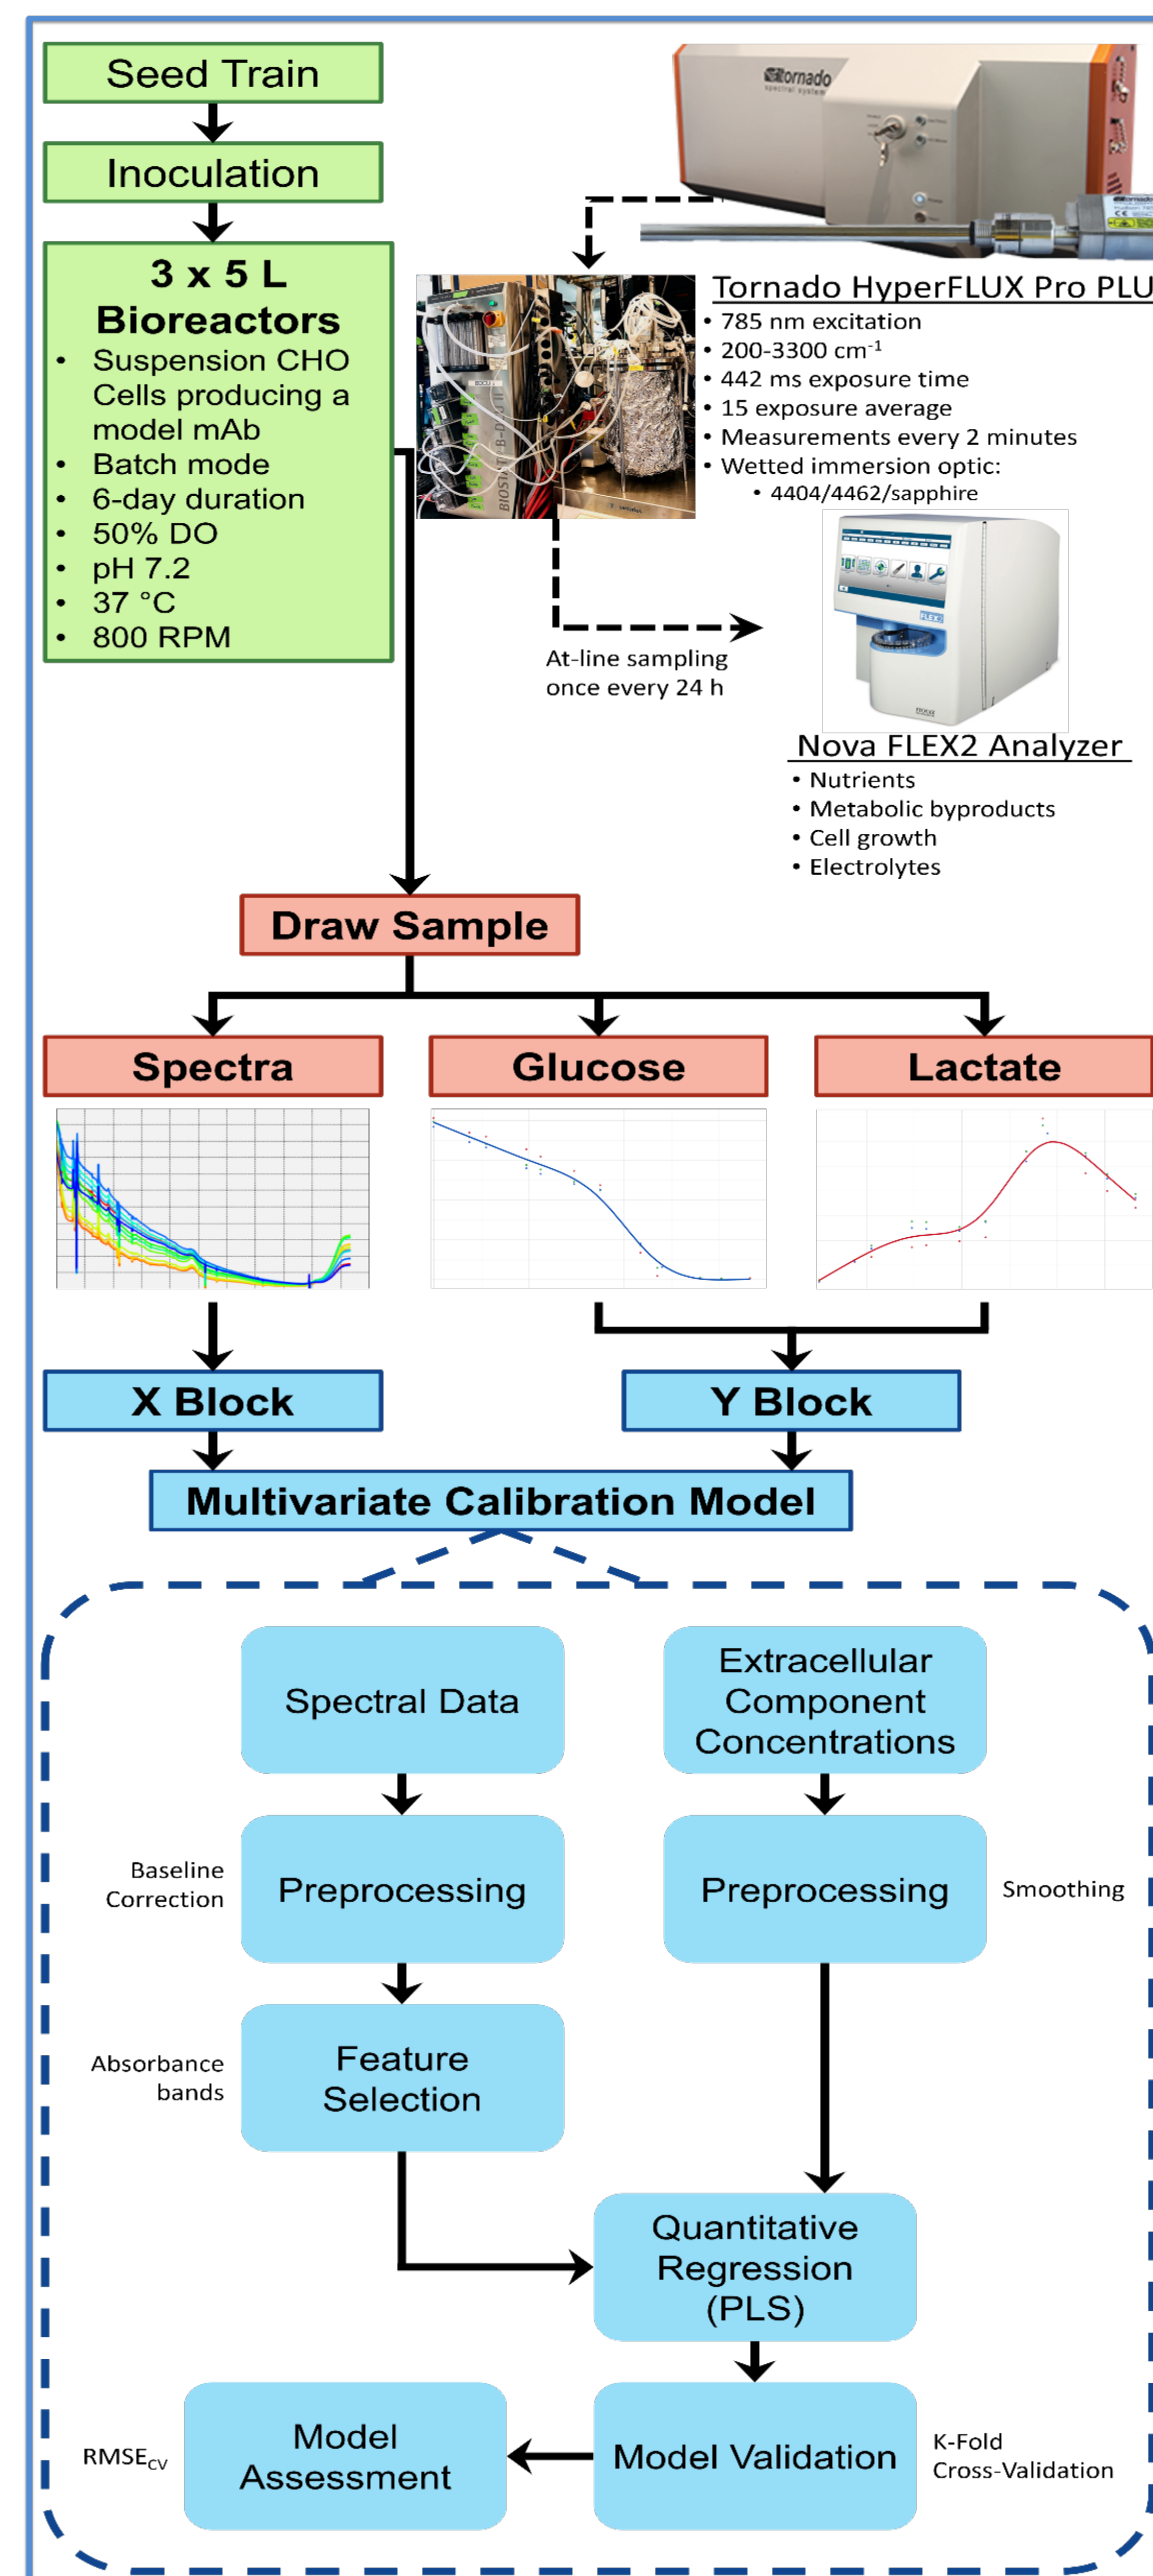 Seed Train
Inoculation
3 x 5 L
Bioreactors
• Suspension CHO
Cells producing a
model mAb
• Batch mode
• 6-day duration
• 50% DO
• pH 7.2
• 37 °C
• 800 RPM
tornado
spectral systems
Tornado HyperFLUX Pro PLU
• 785 nm excitation
• 200-3300 cm⁻¹
• 442 ms exposure time
• 15 exposure average
• Measurements every 2 minutes
• Wetted immersion optic:
• 4404/4462/sapphire
At-line sampling
once every 24 h
FLEX2
Nova FLEX2 Analyzer
• Nutrients
• Metabolic byproducts
• Cell growth
• Electrolytes
Draw Sample
Spectra
Glucose
Lactate
X Block
Y Block
Multivariate Calibration Model
Spectral Data
Extracellular
Component
Concentrations
Baseline
Correction
Preprocessing
Preprocessing
Smoothing
Absorbance
bands
Feature
Selection
Quantitative
Regression
(PLS)
RMSECV
Model
Assessment
Model Validation
K-Fold
Cross-Validation